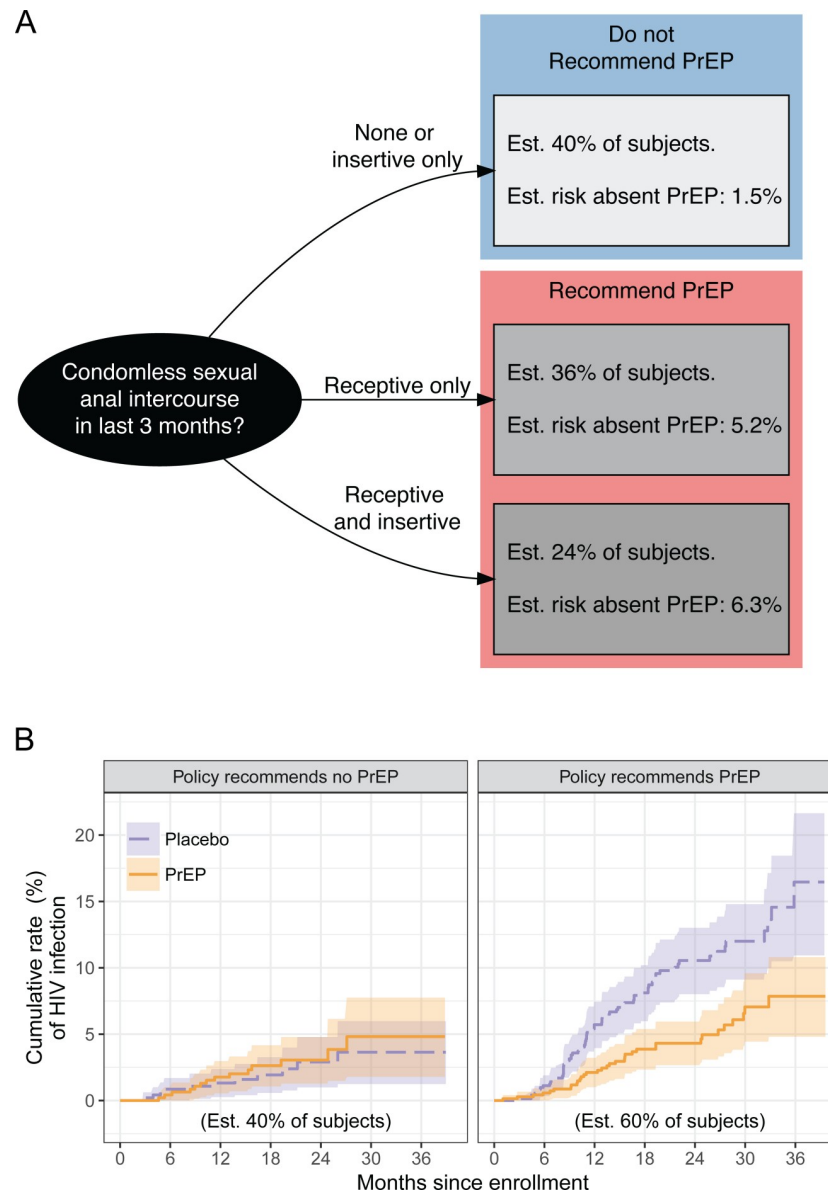 A
Do not
Recommend PrEP
None or
insertive only
Est. 40% of subjects.
Est. risk absent PrEP: 1.5%
Recommend PrEP
Condomless sexual
anal intercourse
in last 3 months?
Receptive only
Est. 36% of subjects.
Est. risk absent PrEP: 5.2%
Receptive
and insertive
Est. 24% of subjects.
Est. risk absent PrEP: 6.3%
B
Policy recommends no PrEP
Policy recommends PrEP
Cumulative rate (%)
of HIV infection
20
15
10
5
0
Placebo
PrEP
(Est. 40% of subjects)
(Est. 60% of subjects)
0 6 12 18 24 30 36
0 6 12 18 24 30 36
Months since enrollment